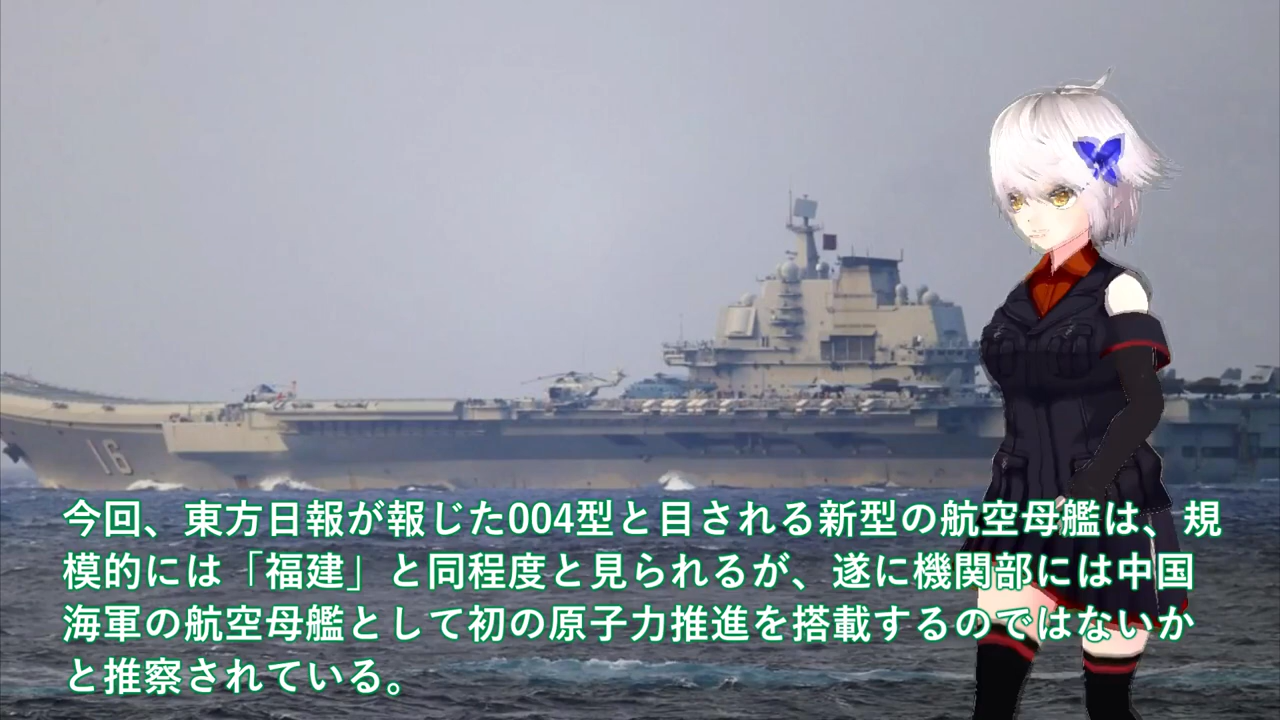 16
今回、東方日報が報じた004型と目される新型の航空母艦は、規
模的には「福建」と同程度と見られるが、遂に機関部には中国
海軍の航空母艦として初の原子力推進を搭載するのではないか
と推察されている。